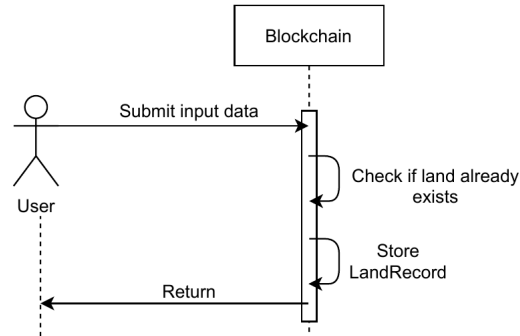 Blockchain
Submit input data
Check if land already
exists
User
Store
LandRecord
Return